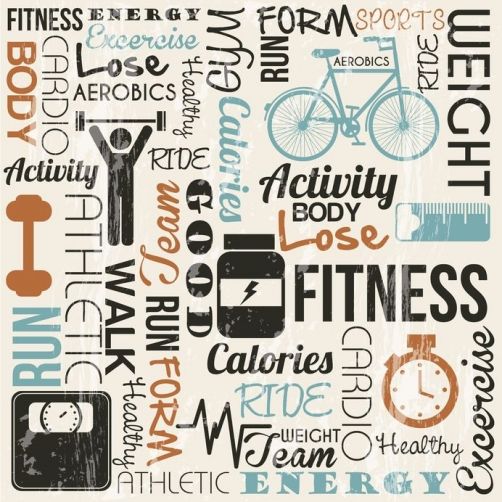 FITNESS
ENERGY
Excercise
BODY
CARDIO
Lose
AEROBICS
Healthy
Why
RUN
FORM
SPORTS
RIDE
WEIGHT
AEROBICS
Activity
RIDE
Calories
Activity
BODY
Lose
ATHLETIC
WALK
Team
GOOD
RUN
FITNESS
RUN
FORM
Calories
RIDE
CARDIO
Excercise
Healthy
WEIGHT
Team
Healthy
ATHLETIC
ENERGY